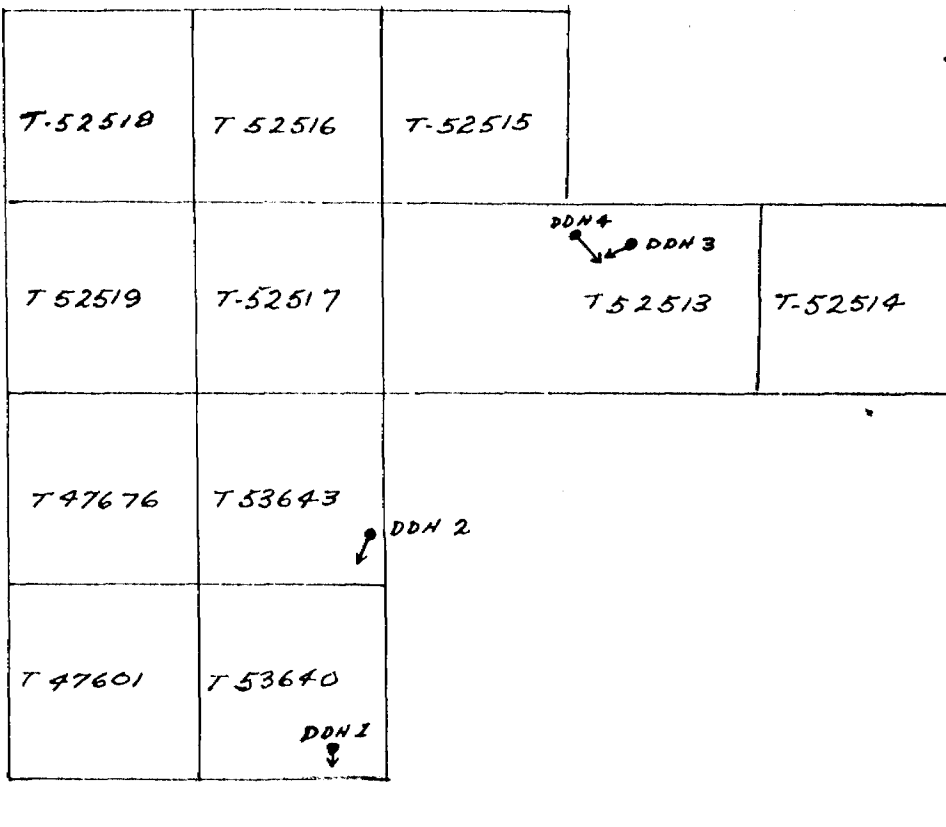 T-52518
T 52516
T-52515
DDH 4
DDH 3
T 52519
T-52517
T 52513
T-52514
T 47676
T 53643
DDH 2
T 47601
T 53640
DDH 1